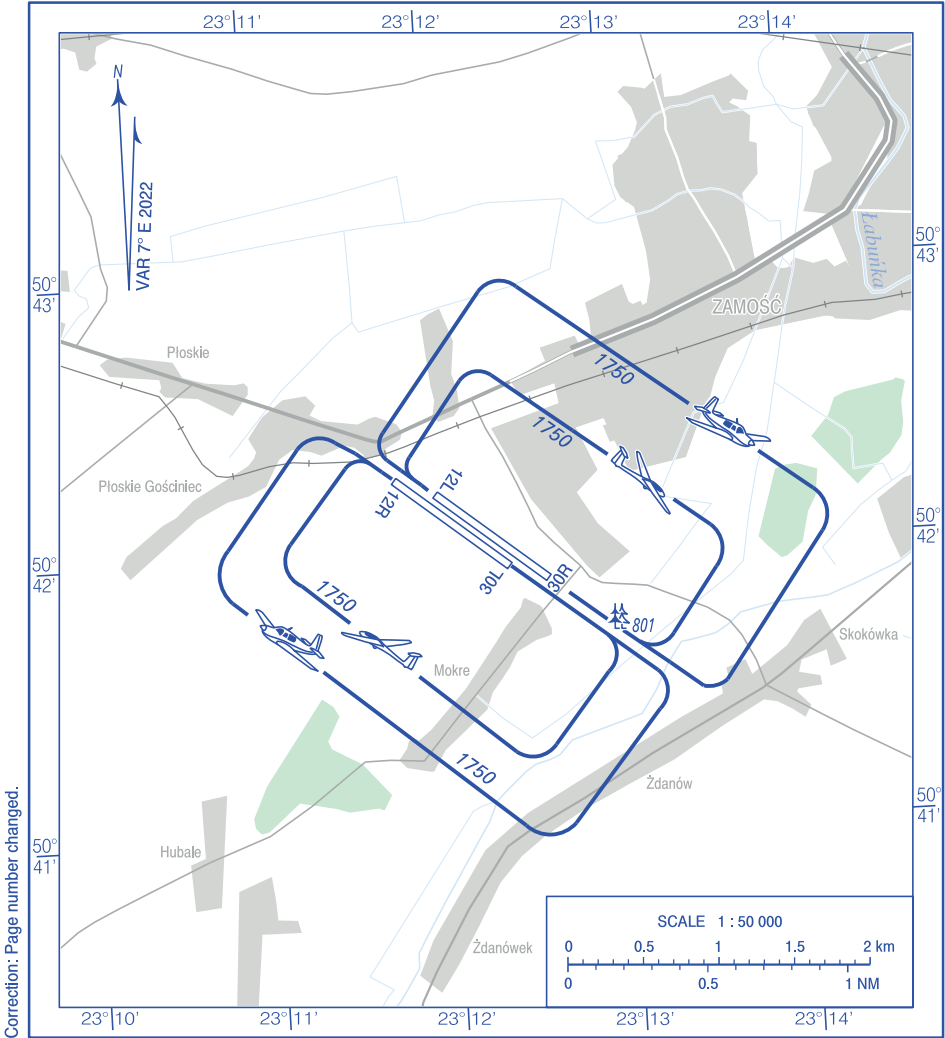 23°11' 23°12' 23°13' 23°14'
N
VAR 7° E 2022
Łabuńka
50°
43'
50°
43'
ZAMOŚĆ
Płoskie
1750
1750
Płoskie Gościniec
12R
12L
50°
42'
50°
42'
30L
30R
1750
801
Skokówka
Mokre
1750
Żdanów
50°
41'
50°
41'
Hubale
Żdanówek
SCALE 1 : 50 000
0 0.5 1 1.5 2 km
0 0.5 1 NM
23°10' 23°11' 23°12' 23°13' 23°14'
Correction: Page number changed.